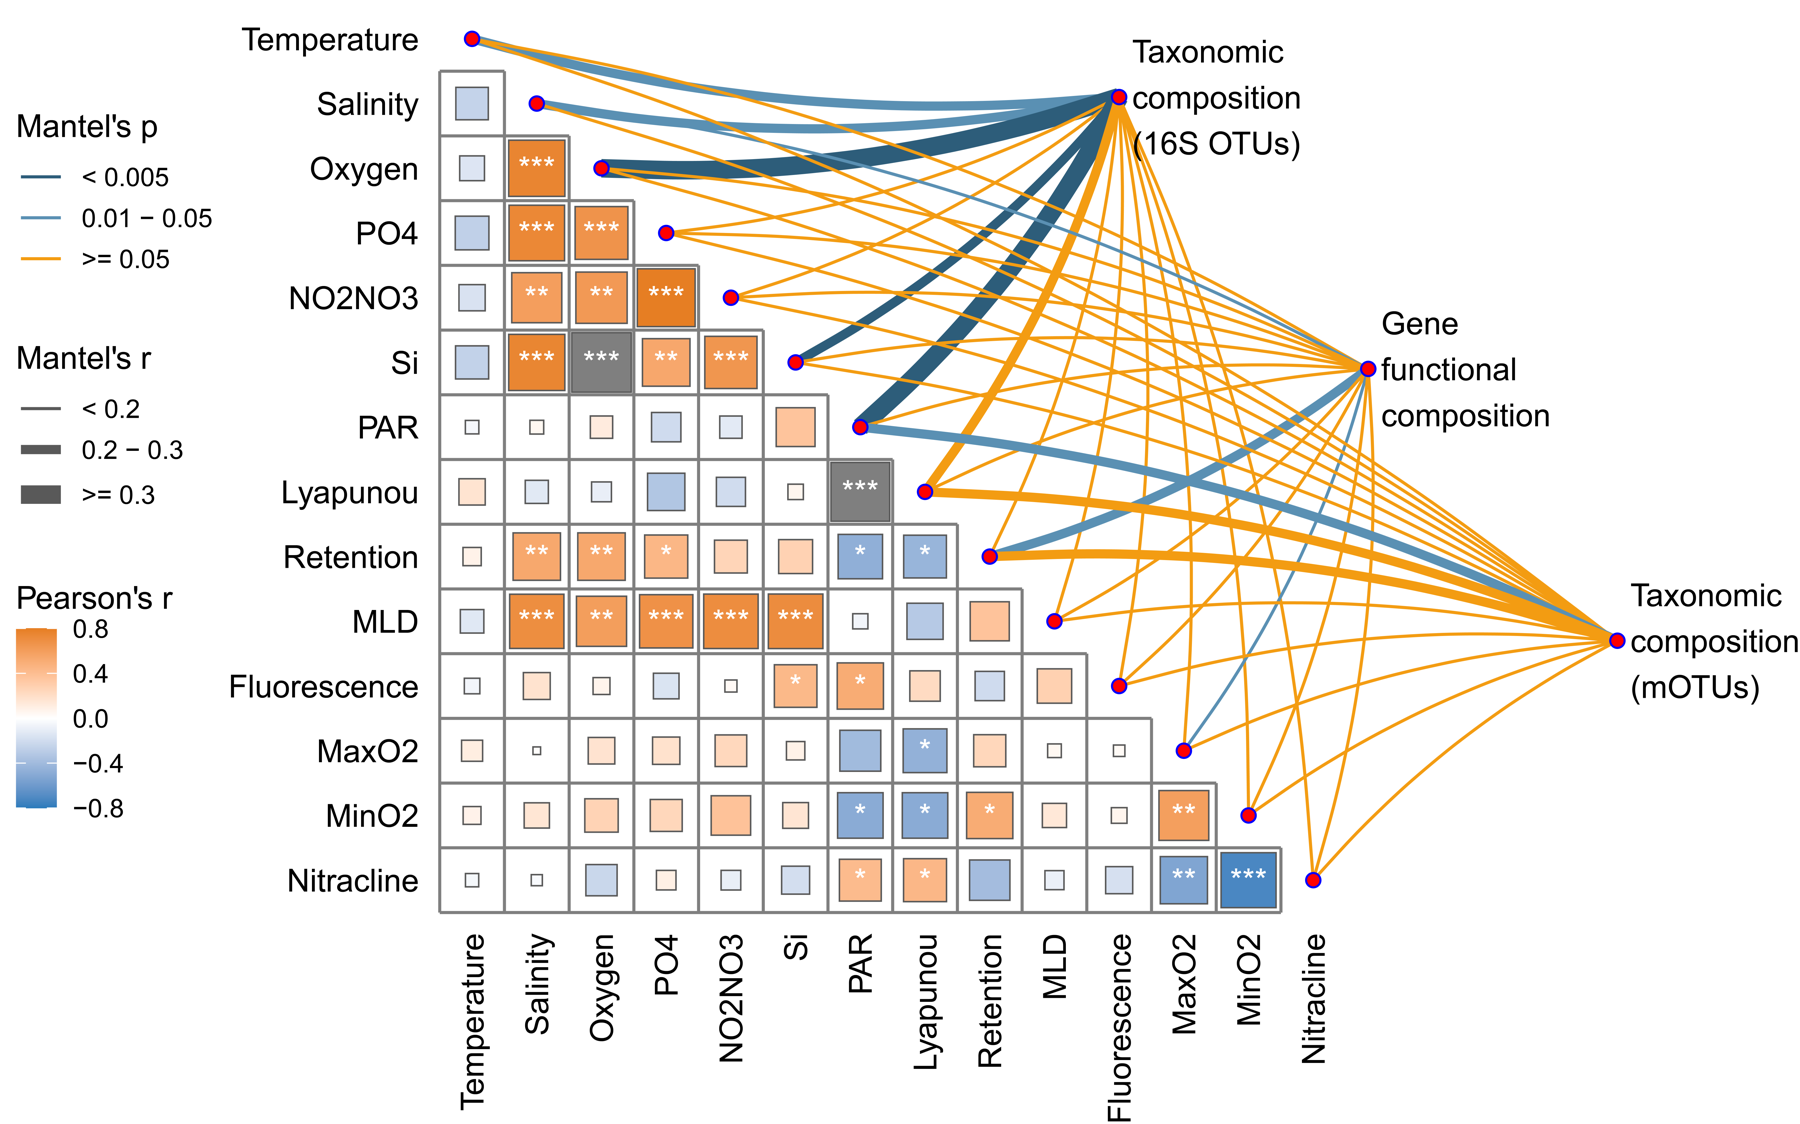 Temperature
Salinity
Oxygen
PO4
NO2NO3
Si
PAR
Lyapunou
Retention
MLD
Fluorescence
MaxO2
MinO2
Nitracline
Mantel's p
< 0.005
0.01 − 0.05
>= 0.05
Mantel's r
< 0.2
0.2 − 0.3
>= 0.3
Pearson's r
0.8
0.4
0.0
−0.4
−0.8
***
***
***
***
**
**
***
***
***
**
***
***
**
**
*
*
*
***
**
***
***
***
*
*
*
*
*
*
**
*
*
**
***
Taxonomic
composition
(16S OTUs)
Gene
functional
composition
Taxonomic
composition
(mOTUs)
Temperature
Salinity
Oxygen
PO4
NO2NO3
Si
PAR
Lyapunou
Retention
MLD
Fluorescence
MaxO2
MinO2
Nitracline